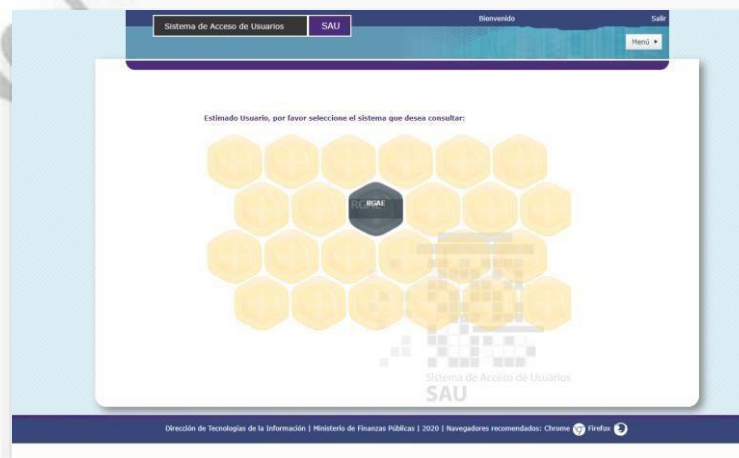 Sistema de Acceso de Usuarios SAU
Bienvenido
Salir
Menú
Estimado Usuario, por favor seleccione el sistema que desea consultar:
RGAE
Sistema de Acceso de Usuarios
SAU
Dirección de Tecnologías de la Información | Ministerio de Finanzas Públicas | 2020 | Navegadores recomendados: Chrome Firefox